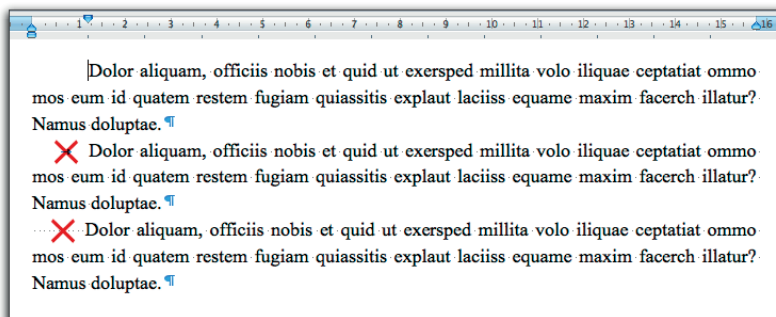 1 2 3 4 5 6 7 8 9 10 11 12 13 14 15 16
Dolor aliquam, officiis nobis et quid ut exersped millita volo iliquae ceptatiat ommo
mos eum id quatem restem fugiam quiassitis explaut laciiss equame maxim facerch illatur?
Namus doluptae. ¶
Dolor aliquam, officiis nobis et quid ut exersped millita volo iliquae ceptatiat ommo
mos eum id quatem restem fugiam quiassitis explaut laciiss equame maxim facerch illatur?
Namus doluptae. ¶
Dolor aliquam, officiis nobis et quid ut exersped millita volo iliquae ceptatiat ommo
mos eum id quatem restem fugiam quiassitis explaut laciiss equame maxim facerch illatur?
Namus doluptae. ¶